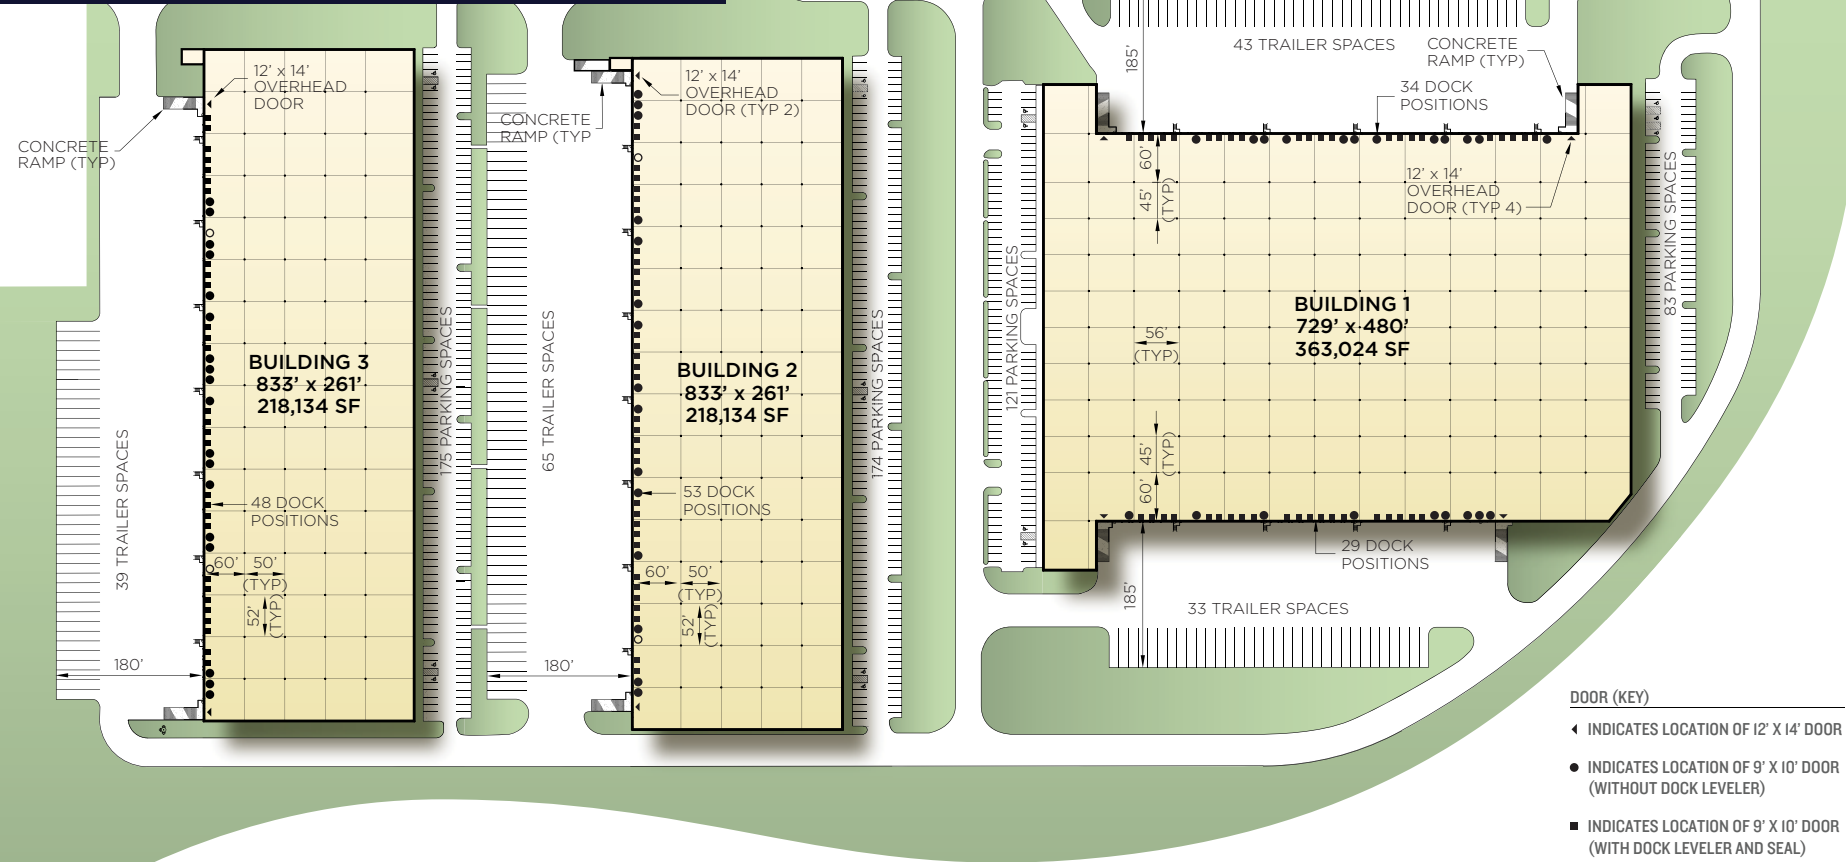 12' x 14'
OVERHEAD
DOOR
CONCRETE
RAMP (TYP)
BUILDING 3
833' x 261'
218,134 SF
48 DOCK
POSITIONS
60'
50'
(TYP)
52'
(TYP)
39 TRAILER SPACES
180'
175 PARKING SPACES
65 TRAILER SPACES
180'
12' x 14'
OVERHEAD
DOOR (TYP 2)
CONCRETE
RAMP (TYP
BUILDING 2
833' x 261'
218,134 SF
53 DOCK
POSITIONS
60'
50'
(TYP)
52'
(TYP)
174 PARKING SPACES
121 PARKING SPACES
185'
43 TRAILER SPACES
CONCRETE
RAMP (TYP)
34 DOCK
POSITIONS
60'
45'
(TYP)
12' x 14'
OVERHEAD
DOOR (TYP 4)
83 PARKING SPACES
BUILDING 1
729' x 480'
363,024 SF
56'
(TYP)
45'
(TYP)
60'
29 DOCK
POSITIONS
185'
33 TRAILER SPACES
DOOR (KEY)
INDICATES LOCATION OF 12' X 14' DOOR
INDICATES LOCATION OF 9' X 10' DOOR
(WITHOUT DOCK LEVELER)
INDICATES LOCATION OF 9' X 10' DOOR
(WITH DOCK LEVELER AND SEAL)